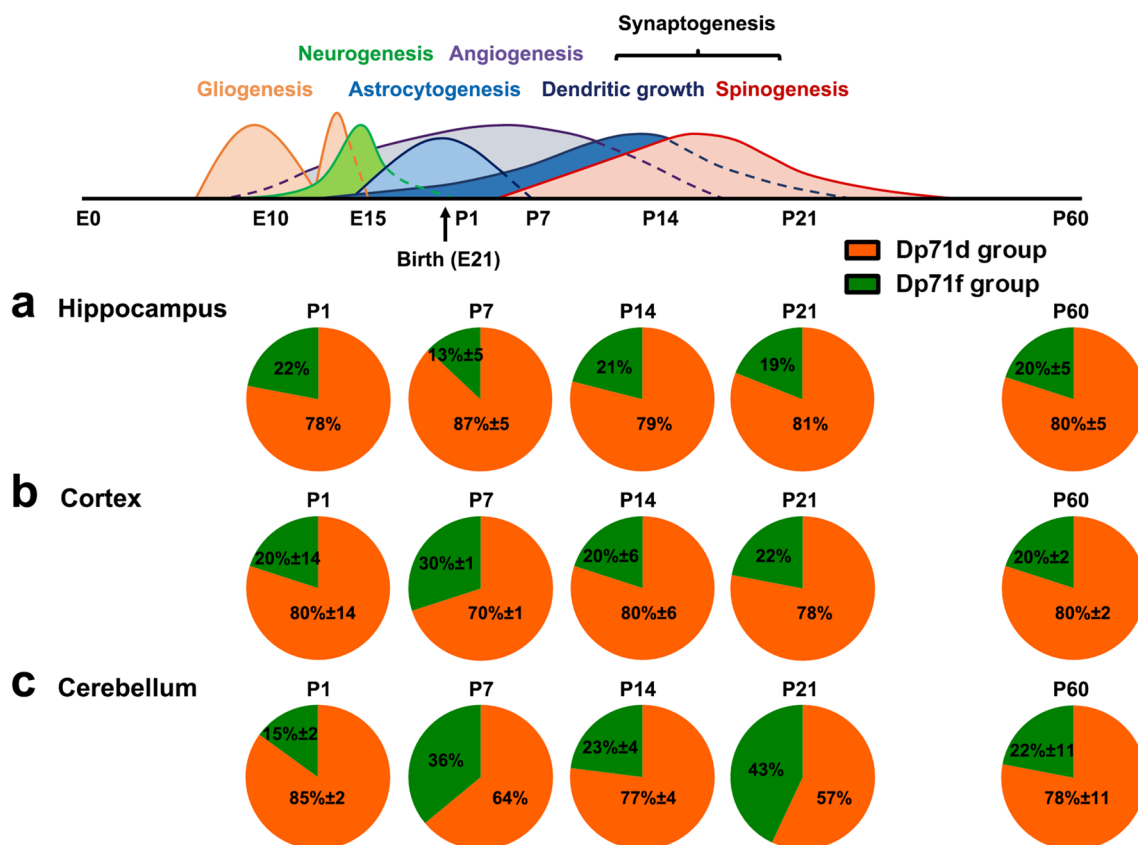 Synaptogenesis
Neurogenesis Angiogenesis
Gliogenesis Astrocytogenesis Dendritic growth Spinogenesis
E0 E10 E15 P1 P7 P14 P21 P60
Birth (E21)
Dp71d group
Dp71f group
a Hippocampus
P1 P7 P14 P21 P60
22% 13%±5 21% 19% 20%±5
78% 87%±5 79% 81% 80%±5
b Cortex
P1 P7 P14 P21 P60
20%±14 30%±1 20%±6 22% 20%±2
80%±14 70%±1 80%±6 78% 80%±2
c Cerebellum
P1 P7 P14 P21 P60
15%±2 36% 23%±4 43% 22%±11
85%±2 64% 77%±4 57% 78%±11